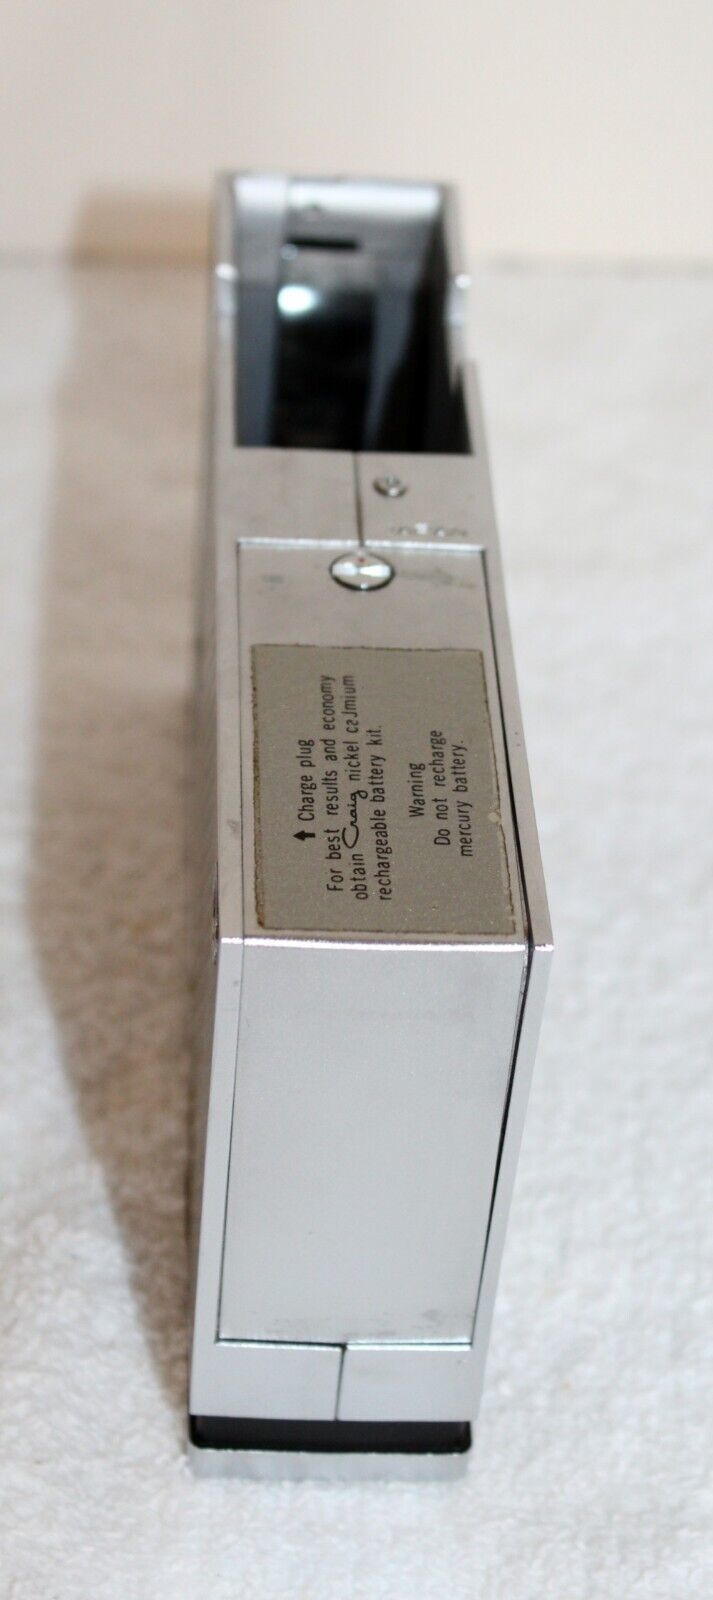 ↑ Charge plug
For best results and economy
obtain Craig nickel cadmium
rechargeable battery kit.
Warning
Do not recharge
mercury battery.